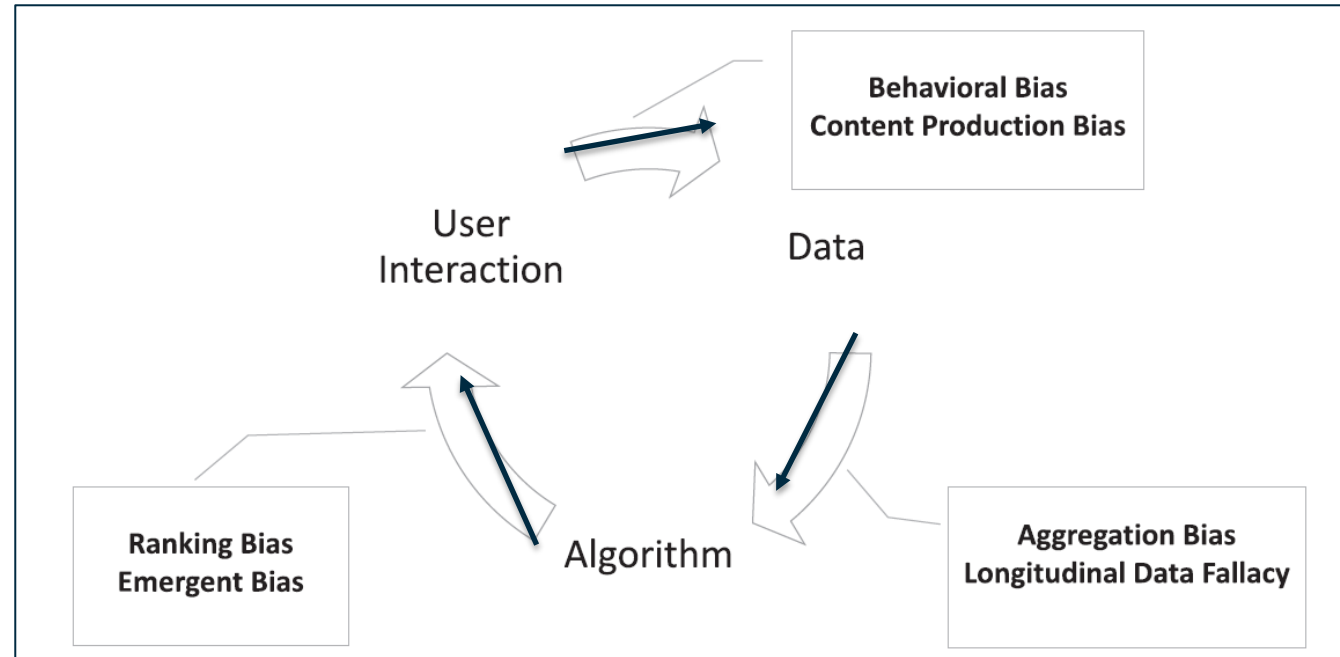 Behavioral Bias
Content Production Bias
User
Interaction
Data
Algorithm
Ranking Bias
Emergent Bias
Aggregation Bias
Longitudinal Data Fallacy